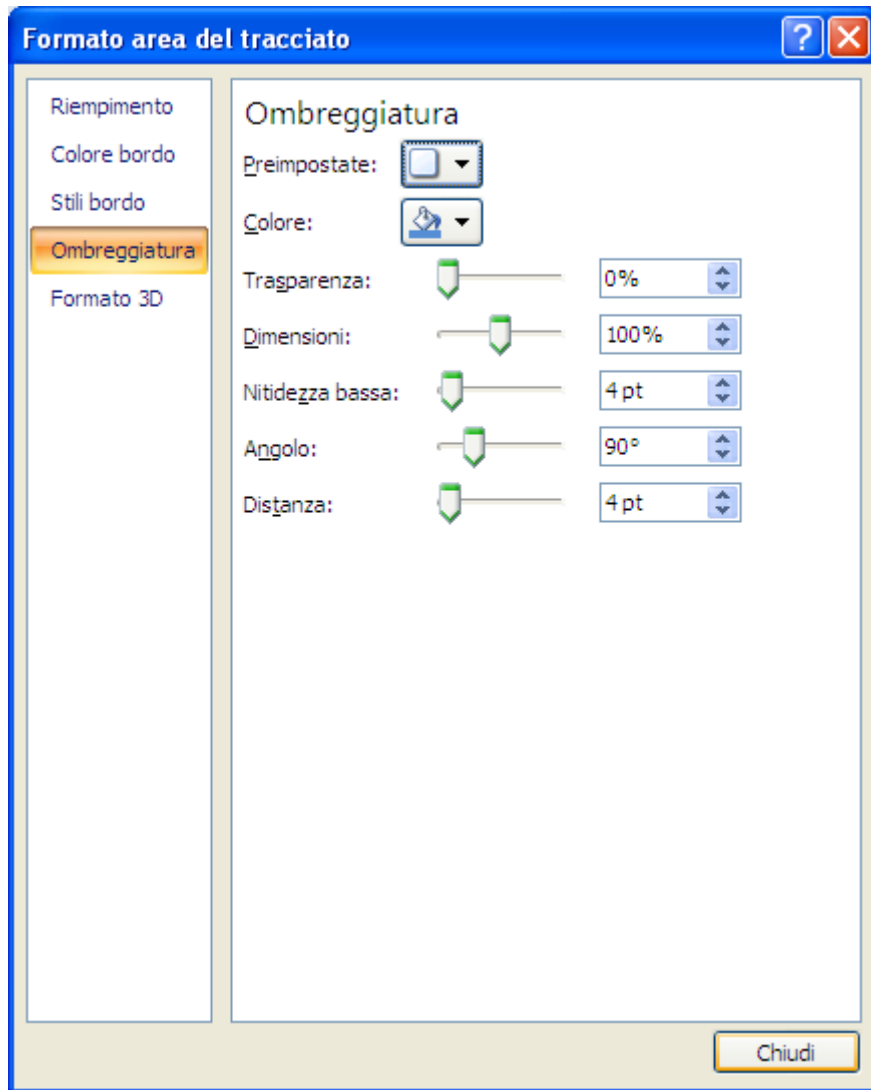 Formato area del tracciato
Riempimento
Colore bordo
Stili bordo
Ombreggiatura
Formato 3D
Ombreggiatura
Preimpostate:
Colore:
Trasparenza: 0%
Dimensioni: 100%
Nitidezza bassa: 4 pt
Angolo: 90°
Distanza: 4 pt
Chiudi